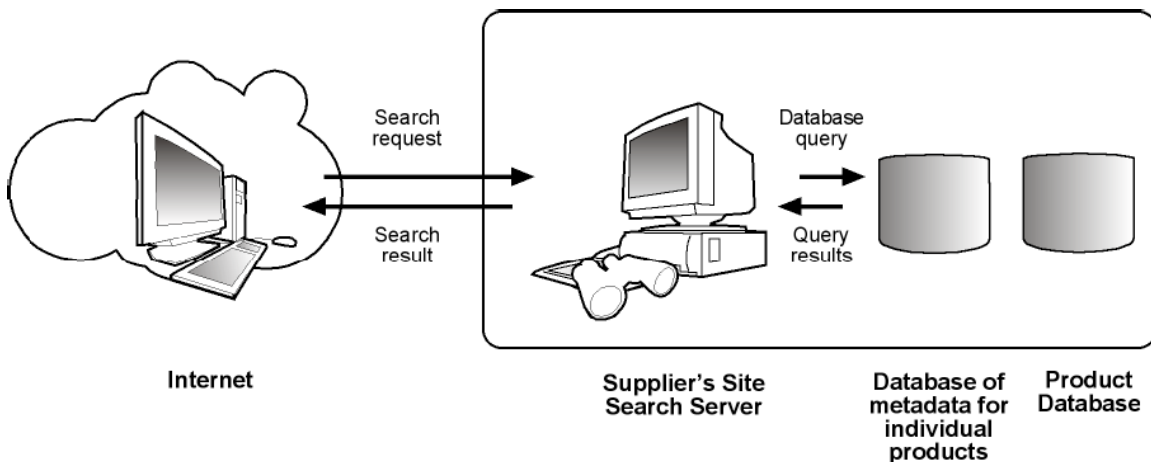 Search
request
Search
result
Database
query
Query
results
Internet
Supplier's Site
Search Server
Database of
metadata for
individual
products
Product
Database